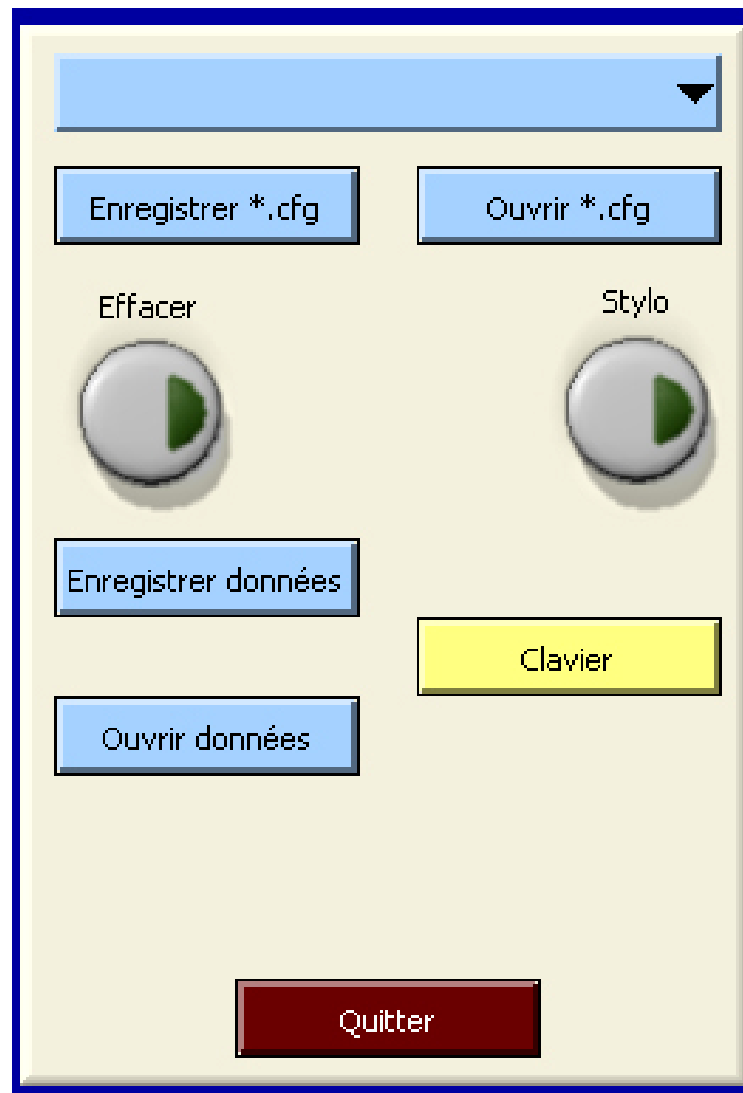 Enregistrer *.cfg
Ouvrir *.cfg
Effacer
Stylo
Enregistrer données
Clavier
Ouvrir données
Quitter